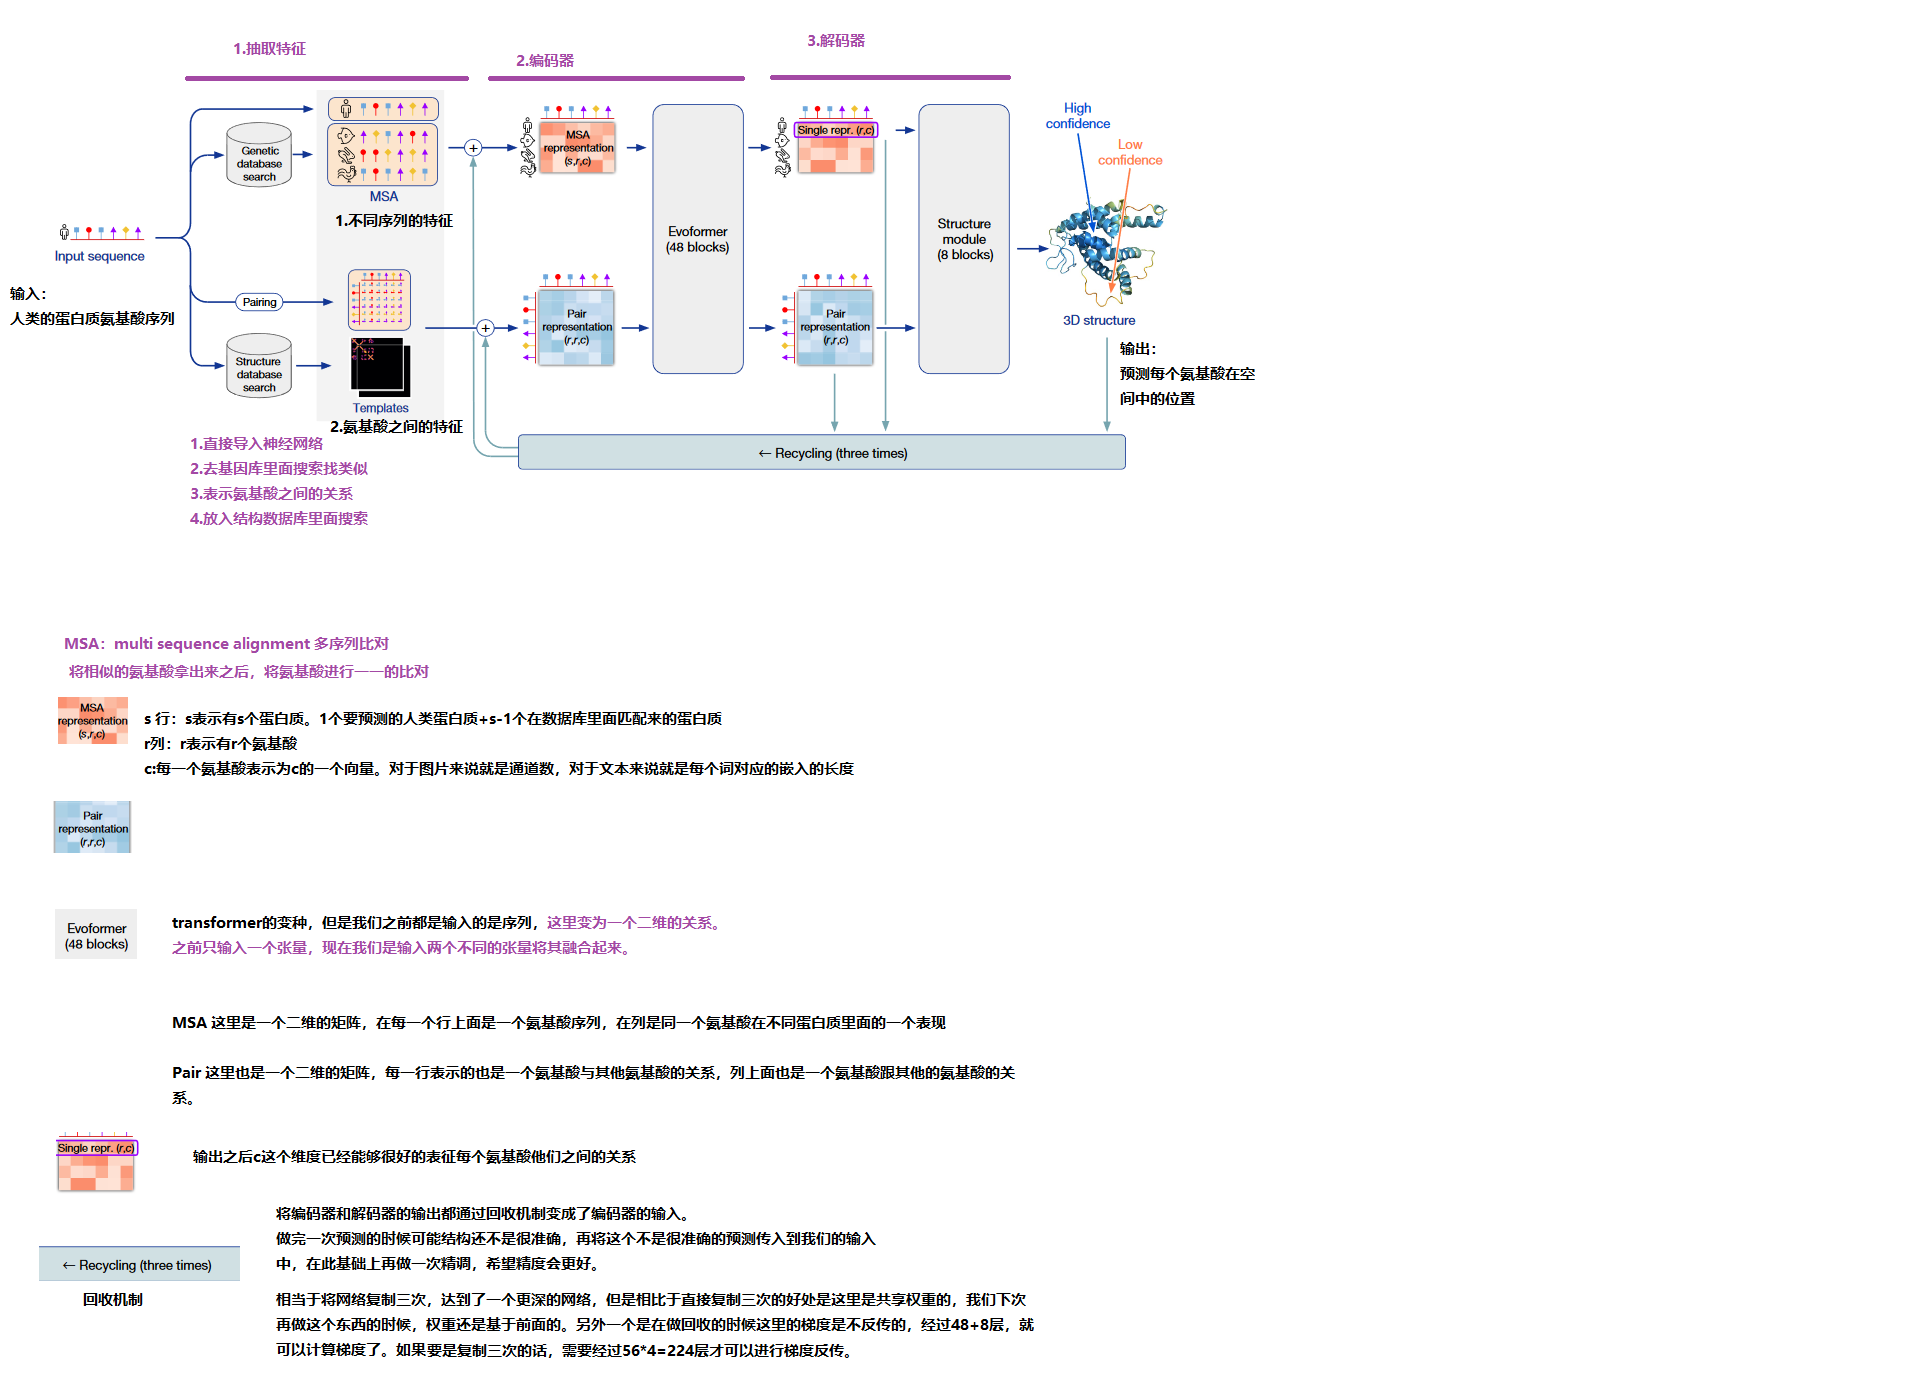 1.抽取特征
2.编码器
3.解码器
Genetic
database
search
MSA
1.不同序列的特征
Input sequence
输入：
人类的蛋白质氨基酸序列
Pairing
Structure
database
search
Templates
2.氨基酸之间的特征
1.直接导入神经网络
2.去基因库里面搜索找类似
3.表示氨基酸之间的关系
4.放入结构数据库里面搜索
+
+
MSA
representation
(s,r,c)
Pair
representation
(r,r,c)
Evoformer
(48 blocks)
Single repr. (r,c)
Pair
representation
(r,r,c)
Structure
module
(8 blocks)
High
confidence
Low
confidence
3D structure
输出：
预测每个氨基酸在空
间中的位置
← Recycling (three times)
MSA：multi sequence alignment 多序列比对
将相似的氨基酸拿出来之后，将氨基酸进行一一的比对
MSA
representation
(s,r,c)
s 行：s表示有s个蛋白质。1个要预测的人类蛋白质+s-1个在数据库里面匹配来的蛋白质
r列：r表示有r个氨基酸
c:每一个氨基酸表示为c的一个向量。对于图片来说就是通道数，对于文本来说就是每个词对应的嵌入的长度
Pair
representation
(r,r,c)
Evoformer
(48 blocks)
transformer的变种，但是我们之前都是输入的是序列，这里变为一个二维的关系。
之前只输入一个张量，现在我们是输入两个不同的张量将其融合起来。
MSA 这里是一个二维的矩阵，在每一个行上面是一个氨基酸序列，在列是同一个氨基酸在不同蛋白质里面的一个表现
Pair 这里也是一个二维的矩阵，每一行表示的也是一个氨基酸与其他氨基酸的关系，列上面也是一个氨基酸跟其他的氨基酸的关
系。
Single repr. (r,c)
输出之后c这个维度已经能够很好的表征每个氨基酸他们之间的关系
← Recycling (three times)
回收机制
将编码器和解码器的输出都通过回收机制变成了编码器的输入。
做完一次预测的时候可能结构还不是很准确，再将这个不是很准确的预测传入到我们的输入
中，在此基础上再做一次精调，希望精度会更好。
相当于将网络复制三次，达到了一个更深的网络，但是相比于直接复制三次的好处是这里是共享权重的，我们下次
再做这个东西的时候，权重还是基于前面的。另外一个是在做回收的时候这里的梯度是不反传的，经过48+8层，就
可以计算梯度了。如果要是复制三次的话，需要经过56*4=224层才可以进行梯度反传。